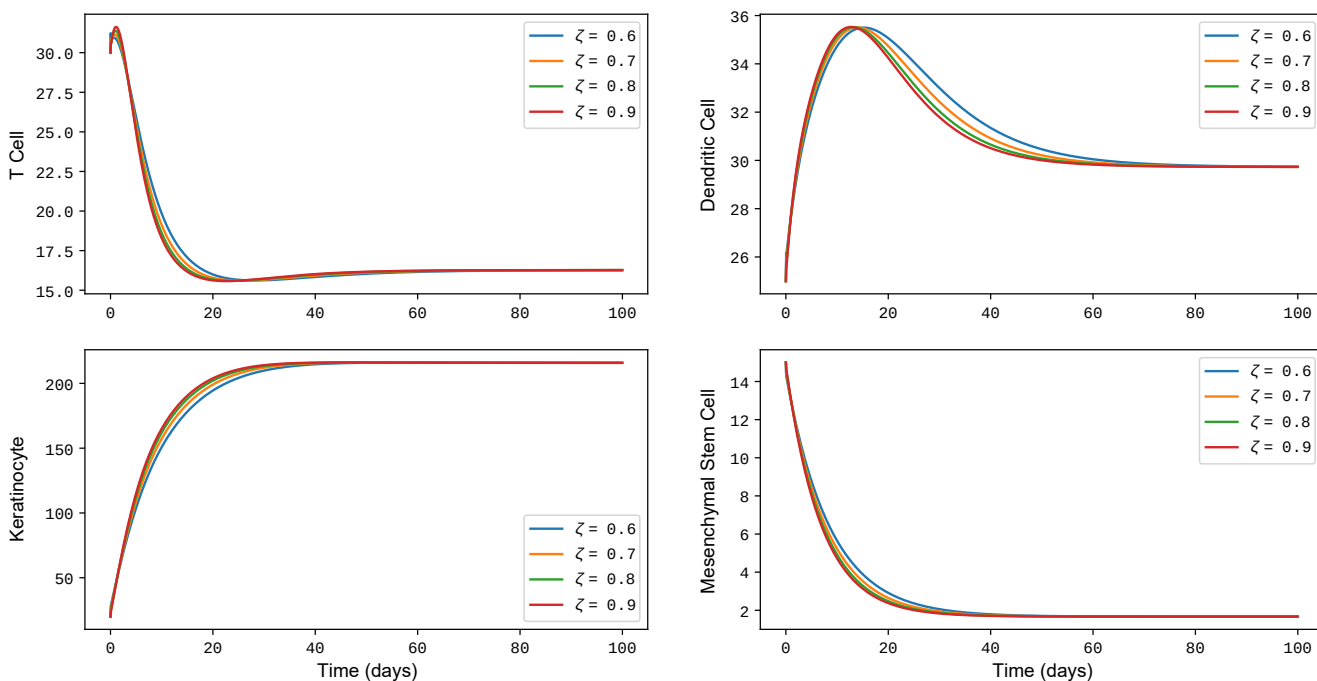 T Cell
30.0
27.5
25.0
22.5
20.0
17.5
15.0
0
20
40
60
80
100
ζ = 0.6
ζ = 0.7
ζ = 0.8
ζ = 0.9
Dendritic Cell
36
34
32
30
28
26
0
20
40
60
80
100
ζ = 0.6
ζ = 0.7
ζ = 0.8
ζ = 0.9
Keratinocyte
200
150
100
50
0
20
40
60
80
100
Time (days)
ζ = 0.6
ζ = 0.7
ζ = 0.8
ζ = 0.9
Mesenchymal Stem Cell
14
12
10
8
6
4
2
0
20
40
60
80
100
Time (days)
ζ = 0.6
ζ = 0.7
ζ = 0.8
ζ = 0.9